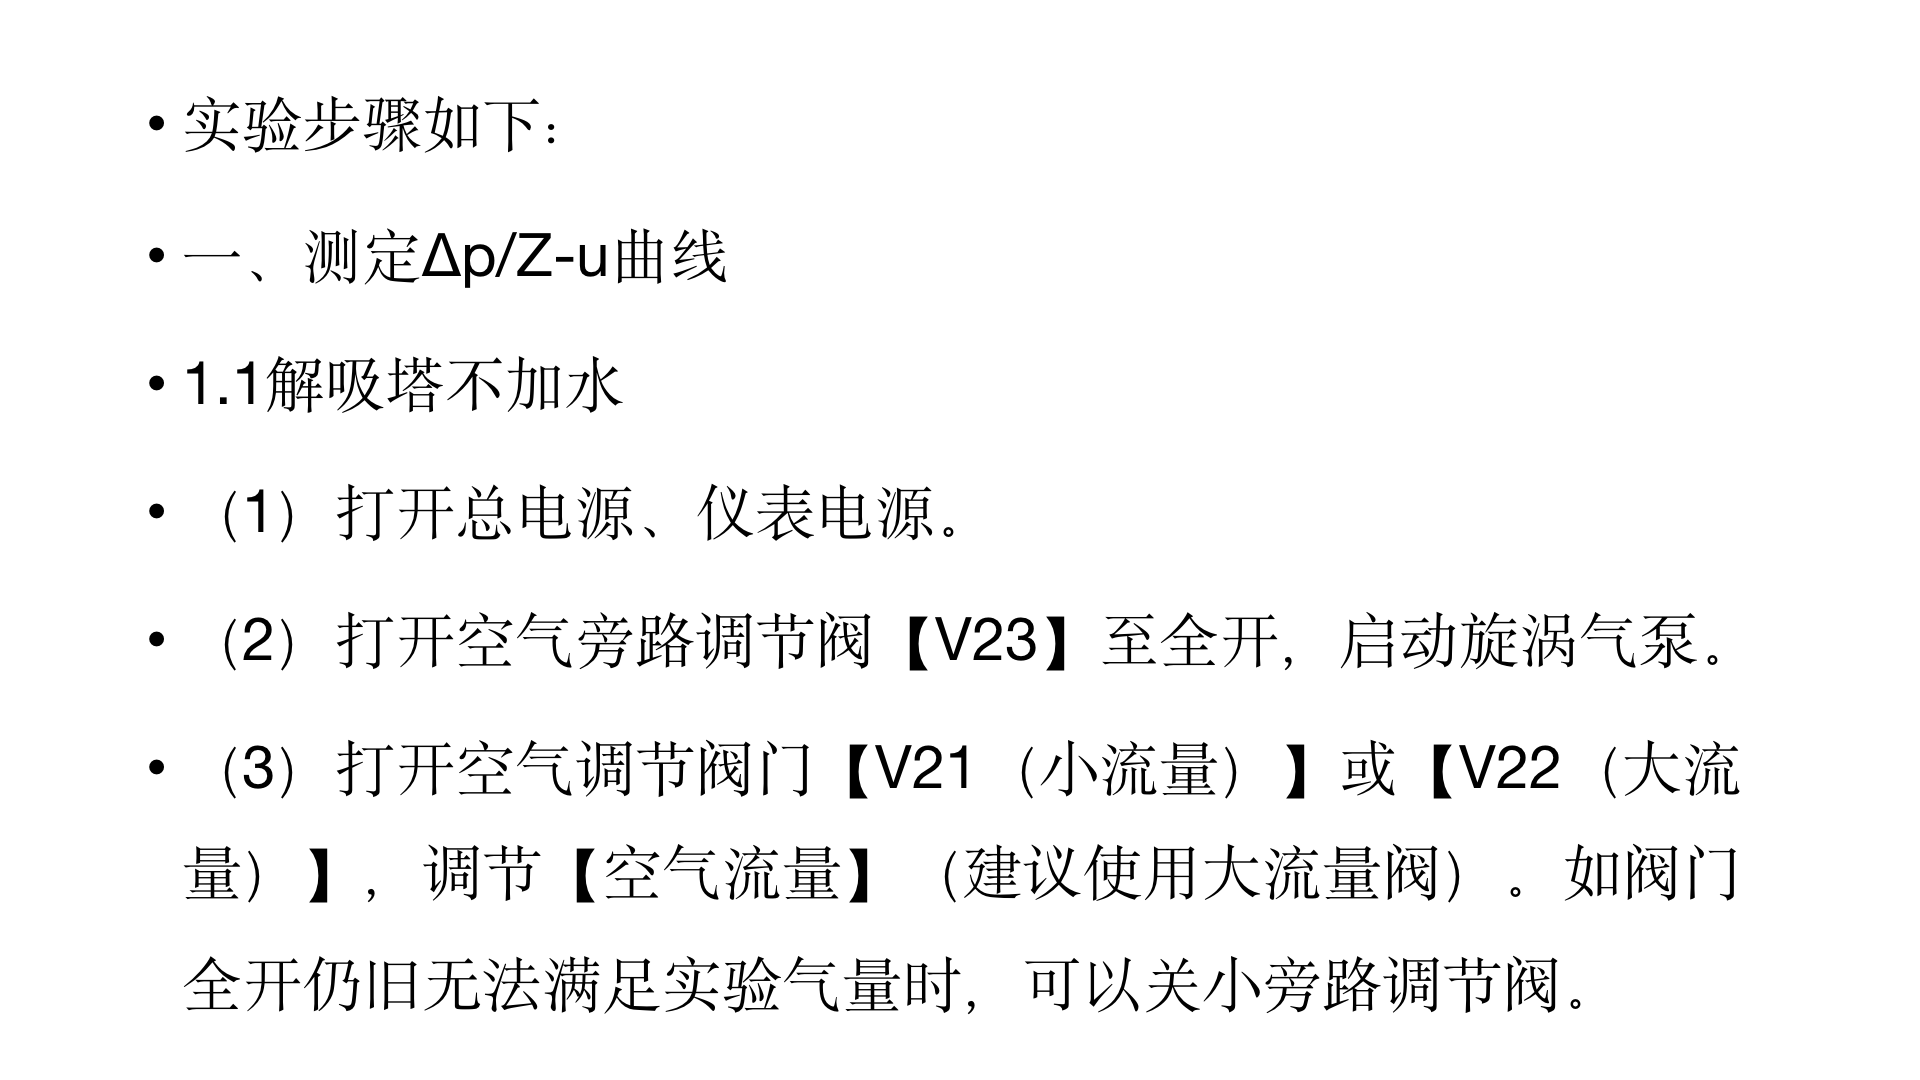 • 实验步骤如下：
• 一、测定Δp/Z-u曲线
• 1.1解吸塔不加水
• （1）打开总电源、仪表电源。
• （2）打开空气旁路调节阀【V23】至全开，启动旋涡气泵。
• （3）打开空气调节阀门【V21（小流量）】或【V22（大流
量）】，调节【空气流量】（建议使用大流量阀）。如阀门
全开仍旧无法满足实验气量时，可以关小旁路调节阀。